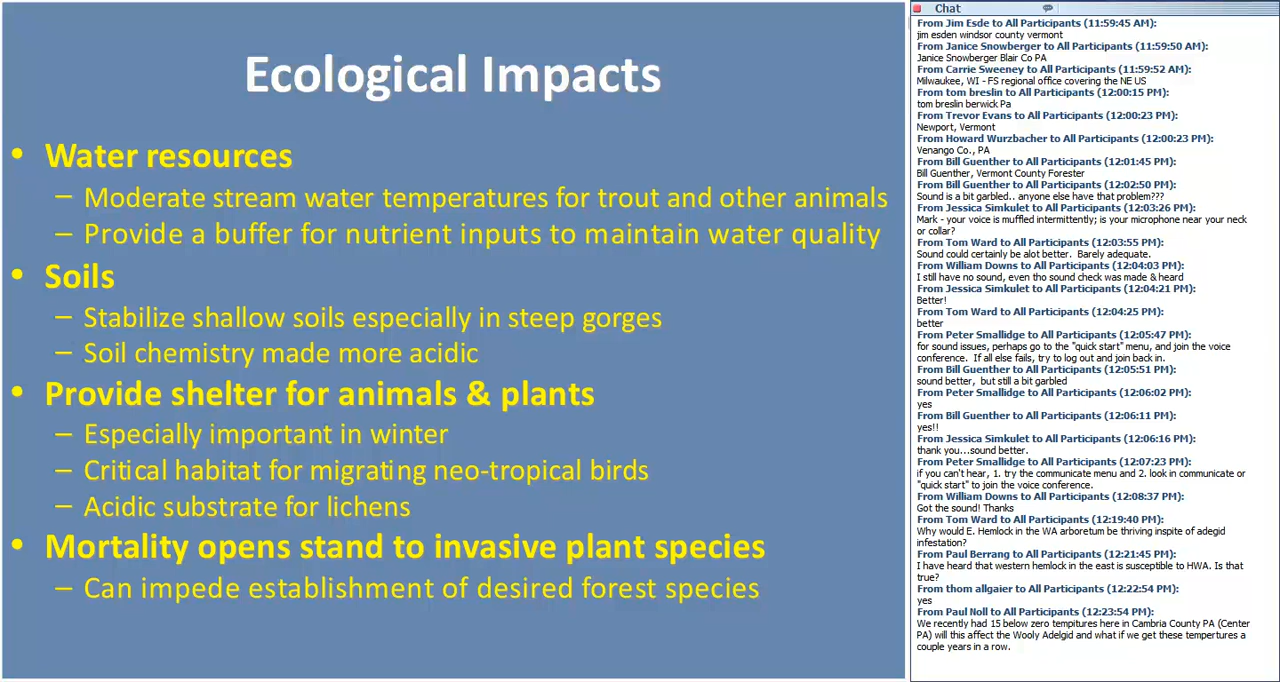 Ecological Impacts
• Water resources
– Moderate stream water temperatures for trout and other animals
– Provide a buffer for nutrient inputs to maintain water quality
• Soils
– Stabilize shallow soils especially in steep gorges
– Soil chemistry made more acidic
• Provide shelter for animals & plants
– Especially important in winter
– Critical habitat for migrating neo-tropical birds
– Acidic substrate for lichens
• Mortality opens stand to invasive plant species
– Can impede establishment of desired forest species
Chat
From Jim Esde to All Participants (11:59:45 AM):
jim esden windsor county vermont
From Janice Snowberger to All Participants (11:59:50 AM):
Janice Snowberger Blair Co PA
From Carrie Sweeney to All Participants (11:59:52 AM):
Milwaukee, WI - FS regional office covering the NE US
From tom breslin to All Participants (12:00:15 PM):
tom breslin berwick Pa
From Trevor Evans to All Participants (12:00:23 PM):
Newport, Vermont
From Howard Wurzbacher to All Participants (12:00:23 PM):
Venango Co., PA
From Bill Guenther to All Participants (12:01:45 PM):
Bill Guenther, Vermont County Forester
From Bill Guenther to All Participants (12:02:50 PM):
Sound is a bit garbled.. anyone else have that problem???
From Jessica Simkulet to All Participants (12:03:26 PM):
Mark - your voice is muffled intermittently; is your microphone near your neck
or collar?
From Tom Ward to All Participants (12:03:55 PM):
Sound could certainly be alot better. Barely adequate.
From William Downs to All Participants (12:04:03 PM):
I still have no sound, even tho sound check was made & heard
From Jessica Simkulet to All Participants (12:04:21 PM):
Better!
From Tom Ward to All Participants (12:04:25 PM):
better
From Peter Smallidge to All Participants (12:05:47 PM):
for sound issues, perhaps go to the "quick start" menu, and join the voice
conference. If all else fails, try to log out and join back in.
From Bill Guenther to All Participants (12:05:51 PM):
sound better, but still a bit garbled
From Peter Smallidge to All Participants (12:06:02 PM):
yes
From Bill Guenther to All Participants (12:06:11 PM):
yes!!
From Jessica Simkulet to All Participants (12:06:16 PM):
thank you...sound better.
From Peter Smallidge to All Participants (12:07:23 PM):
if you can't hear, 1. try the communicate menu and 2. look in communicate or
"quick start" to join the voice conference.
From William Downs to All Participants (12:08:37 PM):
Got the sound! Thanks
From Tom Ward to All Participants (12:19:40 PM):
Why would E. Hemlock in the WA arboretum be thriving inspite of adegid
infestation?
From Paul Berrang to All Participants (12:21:45 PM):
I have heard that western hemlock in the east is susceptible to HWA. Is that
true?
From thom allgaier to All Participants (12:22:54 PM):
yes
From Paul Noll to All Participants (12:23:54 PM):
We recently had 15 below zero tempitures here in Cambria County PA (Center
PA) will this affect the Wooly Adelgid and what if we get these tempertures a
couple years in a row.